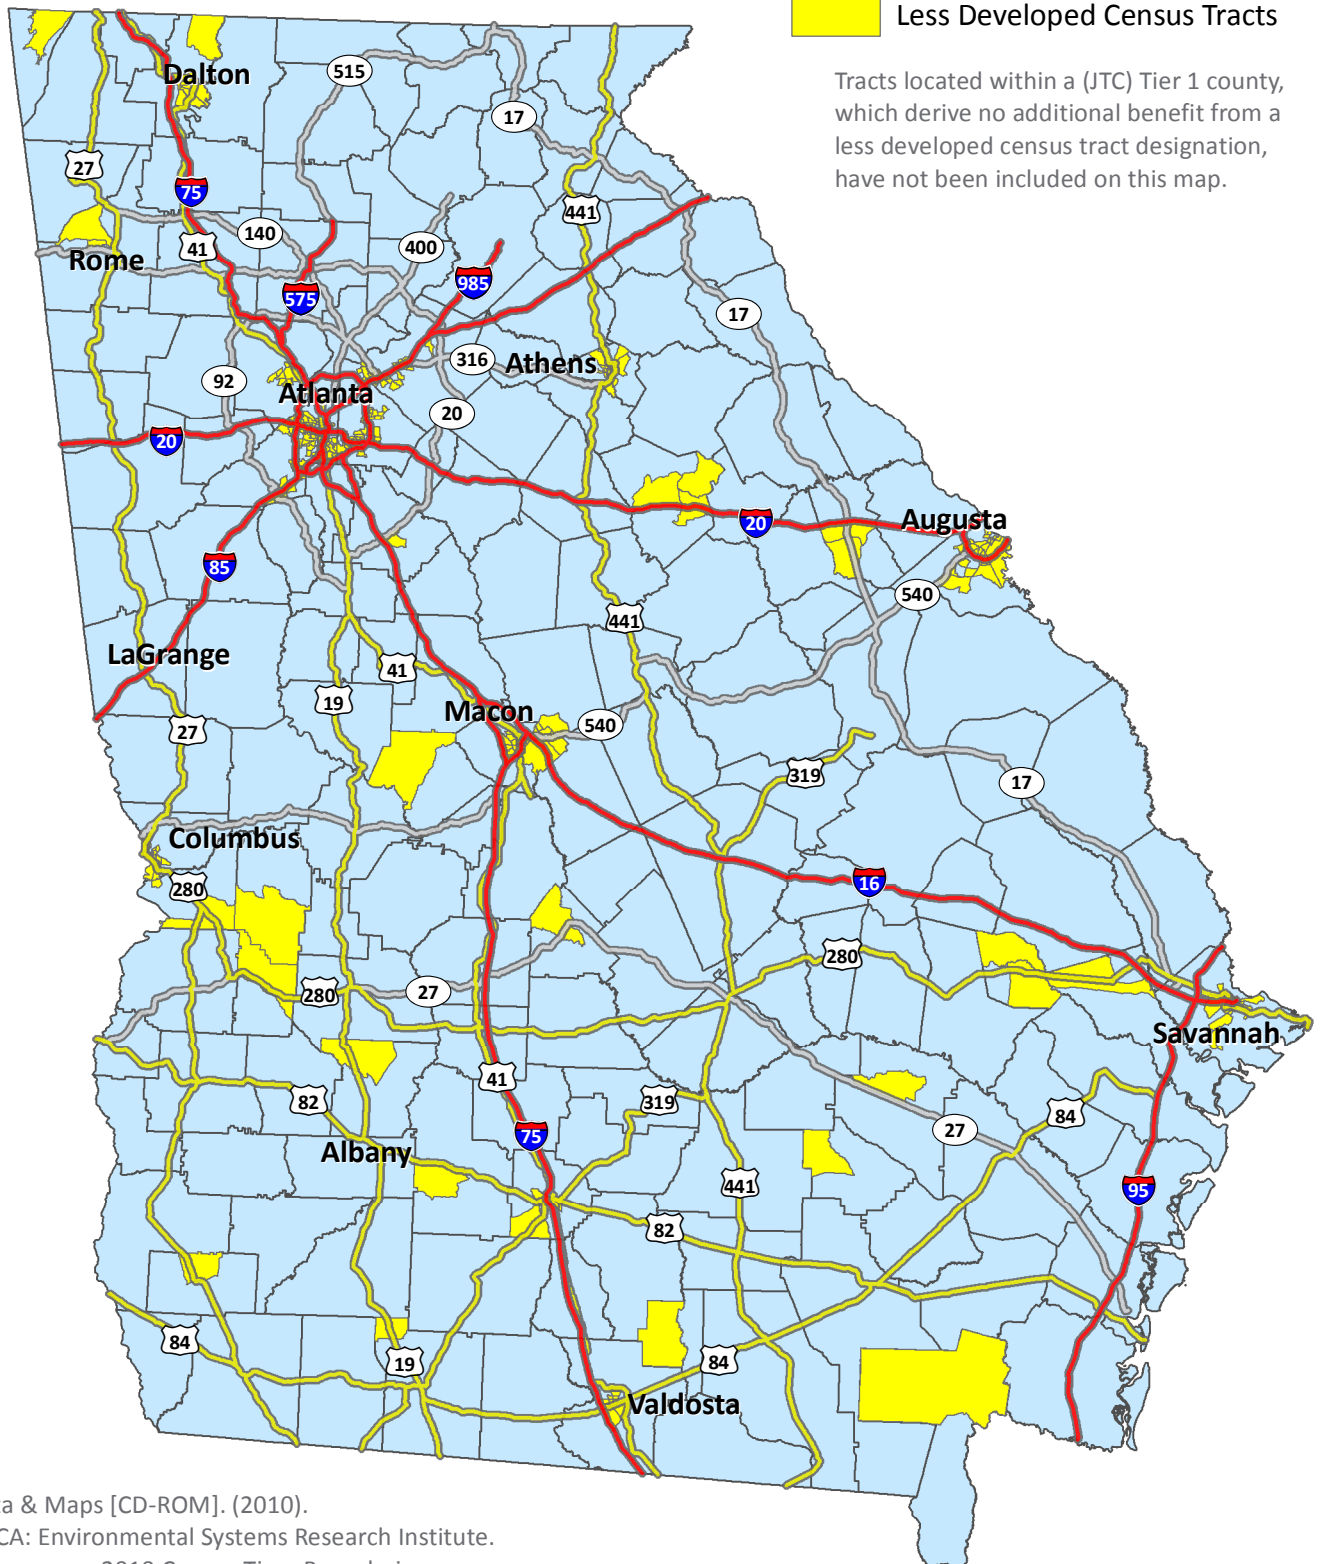 Less Developed Census Tracts
Tracts located within a (JTC) Tier 1 county,
which derive no additional benefit from a
less developed census tract designation,
have not been included on this map.
Dalton
515
17
27
75
441
140
41
400
Rome
985
575
17
316
Athens
92
Atlanta
20
20
20
Augusta
85
540
441
LaGrange
41
19
Macon
540
27
319
17
Columbus
16
280
280
280
27
Savannah
41
82
319
84
27
75
Albany
441
95
82
84
19
84
Valdosta
a & Maps [CD-ROM]. (2010).
CA: Environmental Systems Research Institute.